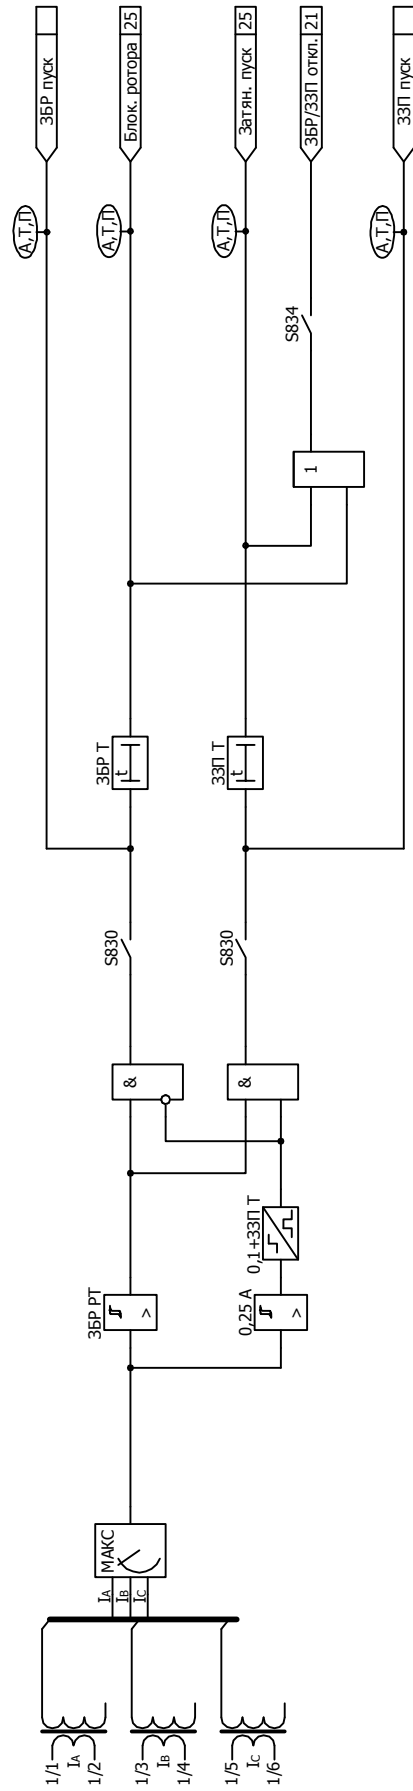 1/1
IA
1/2
1/3
IB
1/4
1/5
IC
1/6
IA
IB
IC
МАКС
ЗБР РТ
>
0,25 А
>
0,1+ЗЗП Т
&
&
S830
S830
ЗБР Т
t
ЗЗП Т
t
1
S834
А,Т,П
А,Т,П
А,Т,П
А,Т,П
ЗБР пуск
Блок. ротора 25
Затян. пуск 25
ЗБР/ЗЗП откл. 21
ЗЗП пуск